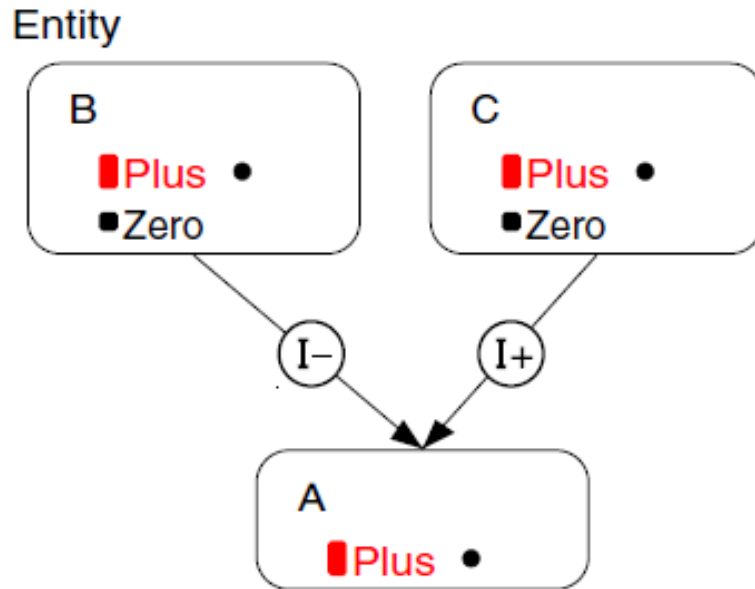 Entity
B
Plus
Zero
C
Plus
Zero
I-
I+
A
Plus